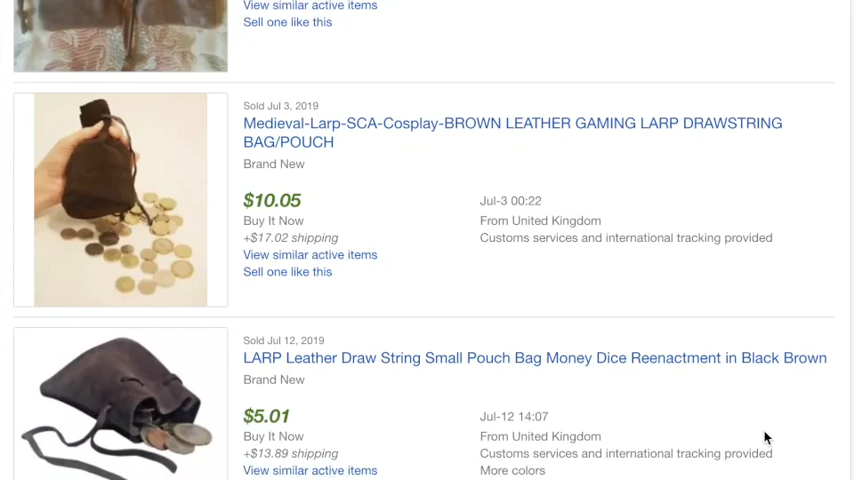 View similar active items
Sell one like this
Sold Jul 3, 2019
Medieval-Larp-SCA-Cosplay-BROWN LEATHER GAMING LARP DRAWSTRING
BAG/POUCH
Brand New
$10.05
Jul-3 00:22
Buy It Now
From United Kingdom
+$17.02 shipping
Customs services and international tracking provided
View similar active items
Sell one like this
Sold Jul 12, 2019
LARP Leather Draw String Small Pouch Bag Money Dice Reenactment in Black Brown
Brand New
$5.01
Jul-12 14:07
Buy It Now
From United Kingdom
+$13.89 shipping
Customs services and international tracking provided
View similar active items
More colors